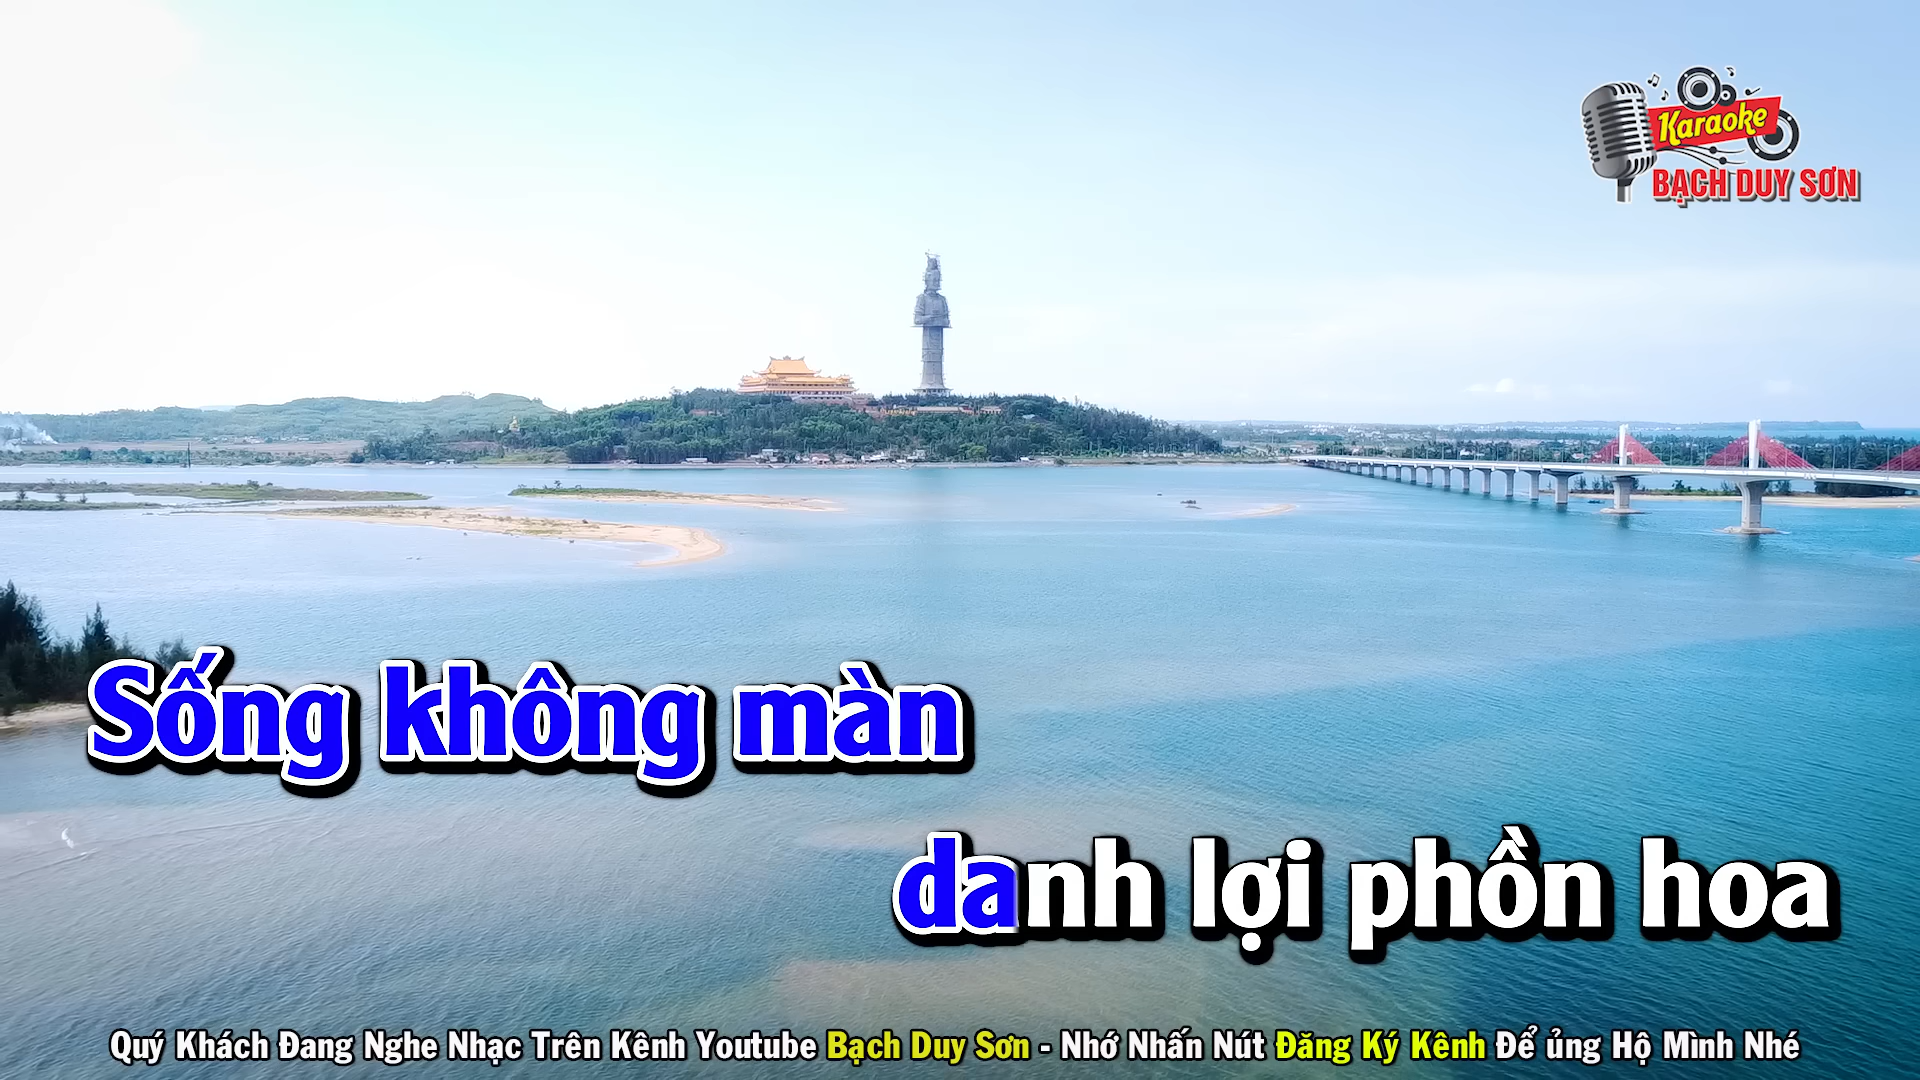 Karaoke
BẠCH DUY SƠN
Sống không màn
danh lợi phồn hoa
Quý Khách Đang Nghe Nhạc Trên Kênh Youtube Bạch Duy Sơn - Nhớ Nhấn Nút Đăng Ký Kênh Để ủng Hộ Mình Nhé